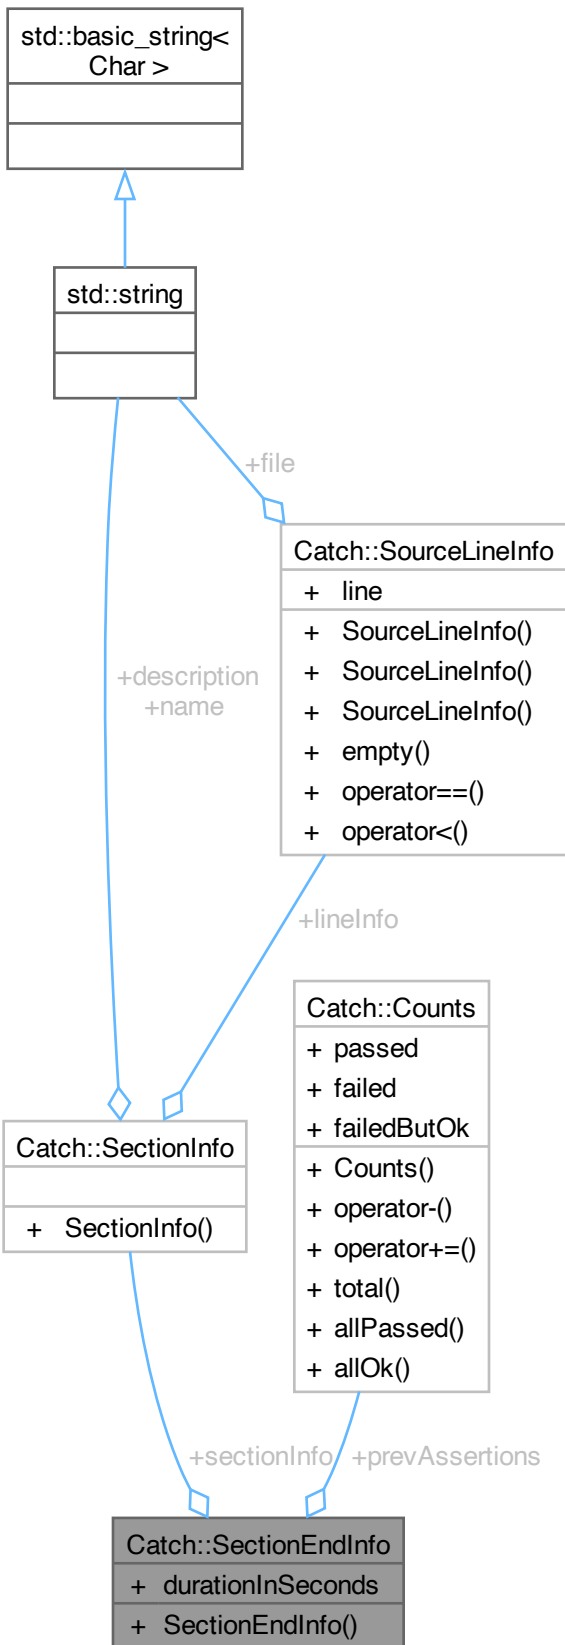 std::basic_string<
Char >
std::string
+file
Catch::SourceLineInfo
+ line
+ SourceLineInfo()
+ SourceLineInfo()
+ SourceLineInfo()
+ empty()
+ operator==()
+ operator<()
+description
+name
+lineInfo
Catch::Counts
+ passed
+ failed
+ failedButOk
+ Counts()
+ operator-()
+ operator+=()
+ total()
+ allPassed()
+ allOk()
Catch::SectionInfo
+ SectionInfo()
+sectionInfo
+prevAssertions
Catch::SectionEndInfo
+ durationInSeconds
+ SectionEndInfo()